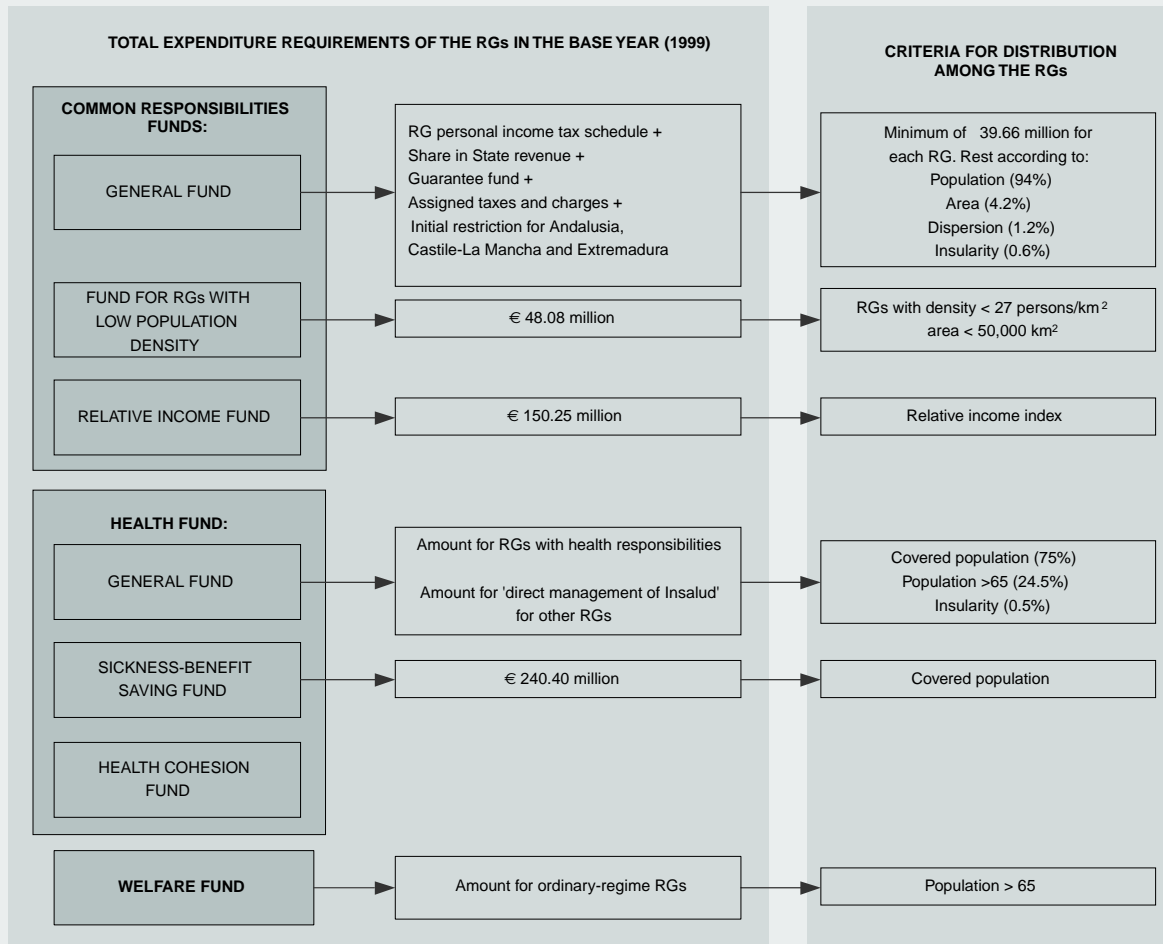 TOTAL EXPENDITURE REQUIREMENTS OF THE RGs IN THE BASE YEAR (1999)
CRITERIA FOR DISTRIBUTION
AMONG THE RGs
COMMON RESPONSIBILITIES
FUNDS:
GENERAL FUND
RG personal income tax schedule +
Share in State revenue +
Guarantee fund +
Assigned taxes and charges +
Initial restriction for Andalusia,
Castile-La Mancha and Extremadura
Minimum of 39.66 million for
each RG. Rest according to:
Population (94%)
Area (4.2%)
Dispersion (1.2%)
Insularity (0.6%)
FUND FOR RGs WITH
LOW POPULATION
DENSITY
€ 48.08 million
RGs with density < 27 persons/km²
area < 50,000 km²
RELATIVE INCOME FUND
€ 150.25 million
Relative income index
HEALTH FUND:
GENERAL FUND
Amount for RGs with health responsibilities
Amount for 'direct management of Insalud'
for other RGs
Covered population (75%)
Population >65 (24.5%)
Insularity (0.5%)
SICKNESS-BENEFIT
SAVING FUND
€ 240.40 million
Covered population
HEALTH COHESION
FUND
WELFARE FUND
Amount for ordinary-regime RGs
Population > 65